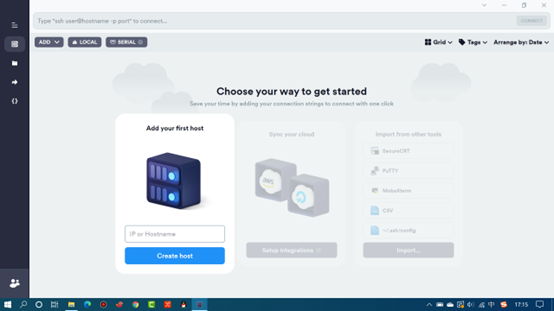 Type "ssh user@hostname -p port" to connect...
CONNECT
ADD
LOCAL
SERIAL
Grid
Tags
Arrange by: Date
Choose your way to get started
Save your time by adding your connection strings to connect with one click
Add your first host
IP or Hostname
Create host
Sync your cloud
aws
Setup integrations
Import from other tools
SecureCRT
PuTTY
MobaXterm
CSV
~/.ssh/config
Import...
中
17:15